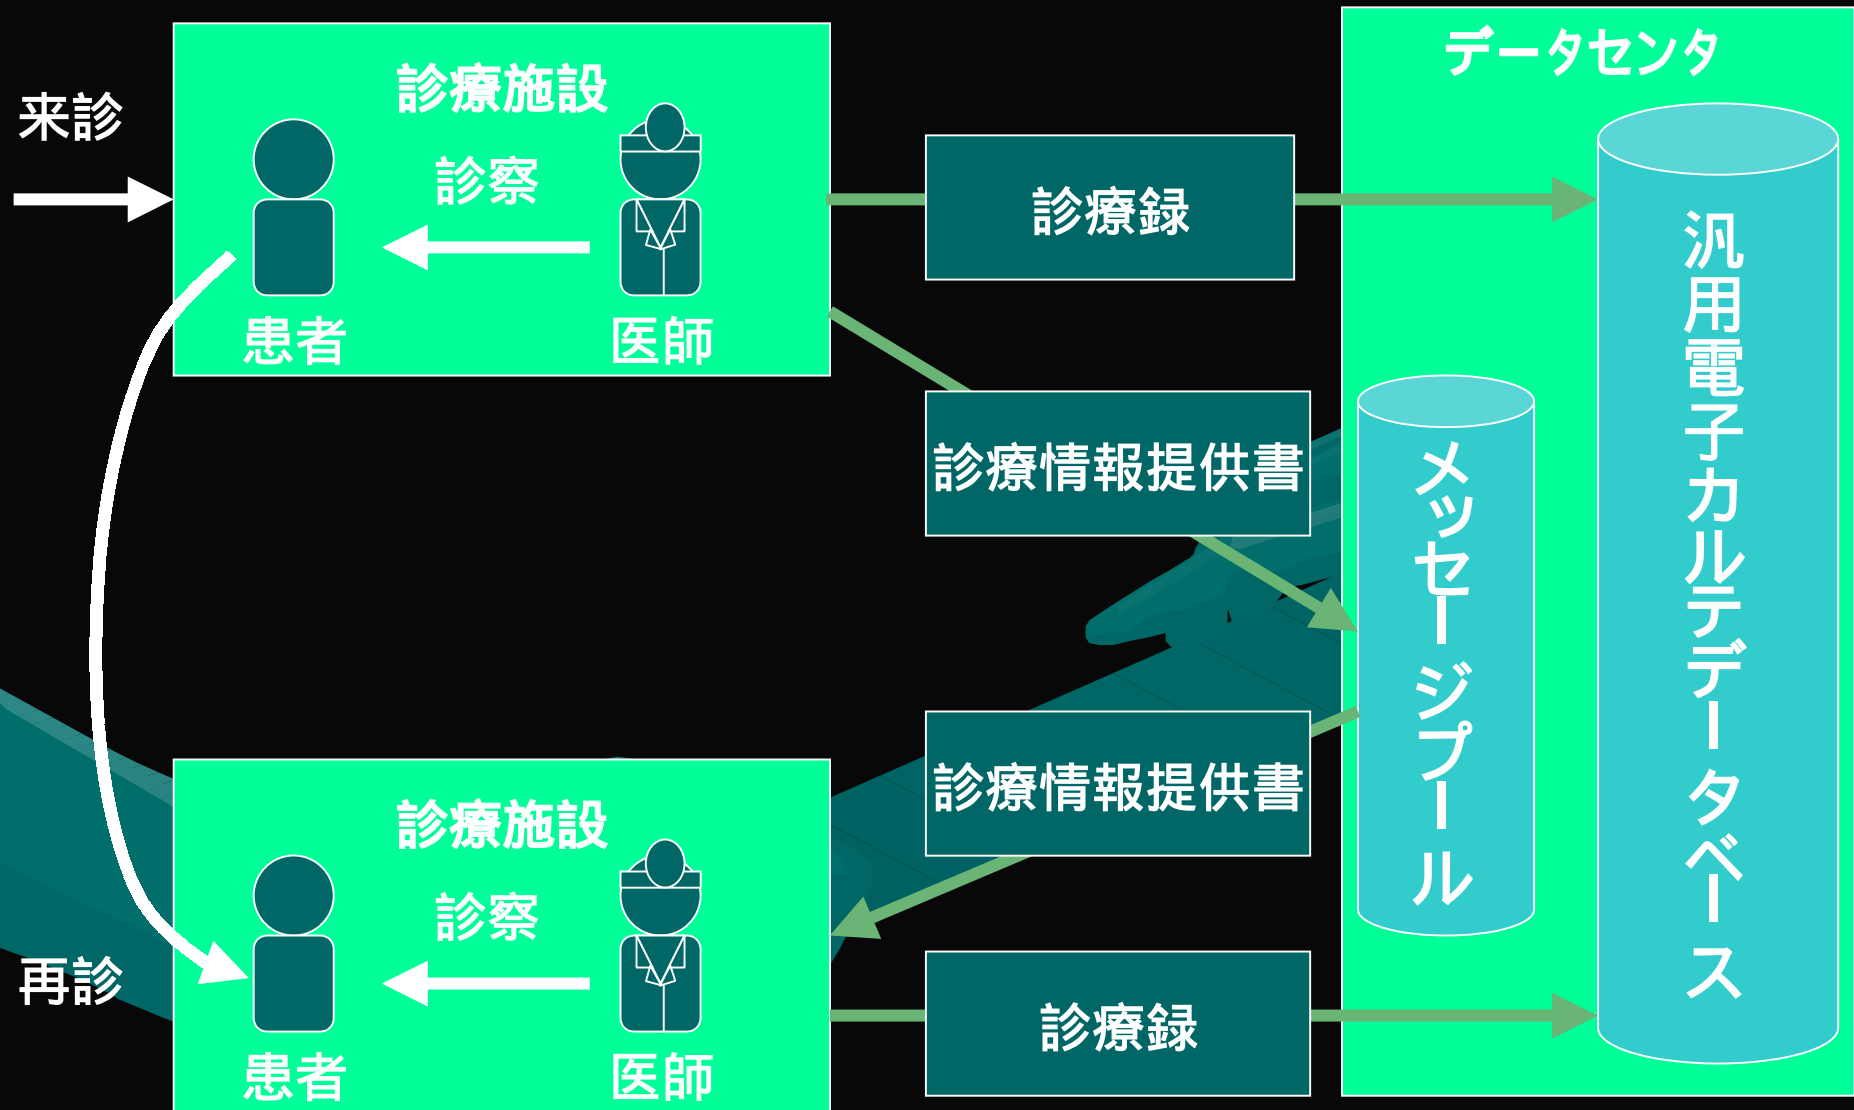 データセンタ
来診
診療施設
診察
患者
医師
診療録
診療情報提供書
メッセージプール
汎用電子カルテデータベース
診療情報提供書
診療施設
診察
再診
患者
医師
診療録